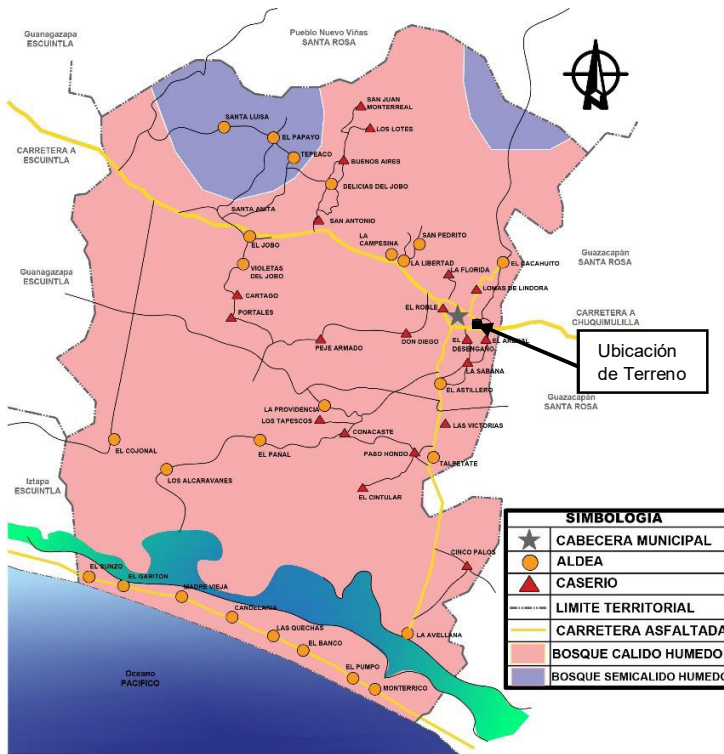 Guanagazapa
ESCUINTLA
Pueblo Nuevo Viñas
SANTA ROSA
SAN JUAN
MONTERREAL
SANTA LUISA
LOS LOTES
EL PAPAYO
TEPEACO
BUENOS AIRES
CARRETERA A
ESCUINTLA
DELICIAS DEL JOBO
SANTA ANITA
SAN ANTONIO
SAN PEDRITO
LA
CAMPESINA
EL JOBO
LA LIBERTAD
EL SACAHUITO
Guazacapán
SANTA ROSA
VIOLETAS
DEL JOBO
LA FLORIDA
Guanagazapa
ESCUINTLA
LOMAS DE LINDORA
CARTAGO
EL ROBLE
CARRETERA A
CHUQUIMULILLA
PORTALES
PEJE ARMADO
DON DIEGO
EL
DESENGAÑO
EL ARENAL
Ubicación
de Terreno
LA SABANA
EL ASTILLERO
Guazacapán
SANTA ROSA
LA PROVIDENCIA
LOS TAPESCOS
LAS VICTORIAS
CONACASTE
EL COJONAL
EL PANAL
PASO HONDO
TALPETATE
LOS ALCARAVANES
Iztapa
ESCUINTLA
EL CINTULAR
SIMBOLOGIA
CABECERA MUNICIPAL
ALDEA
CASERIO
LIMITE TERRITORIAL
CARRETERA ASFALTADA
BOSQUE CALIDO HUMEDO
BOSQUE SEMICALIDO HUMEDO
CINCO PALOS
EL SUNZO
EL GARITON
MADRE VIEJA
CANDELARIA
LAS QUECHAS
LA AVELLANA
EL BANCO
Oceano
PACIFICO
EL PUMPO
MONTERRICO